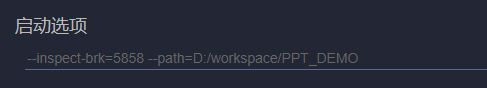 启动选项
--inspect-brk=5858 --path=D:/workspace/PPT_DEMO